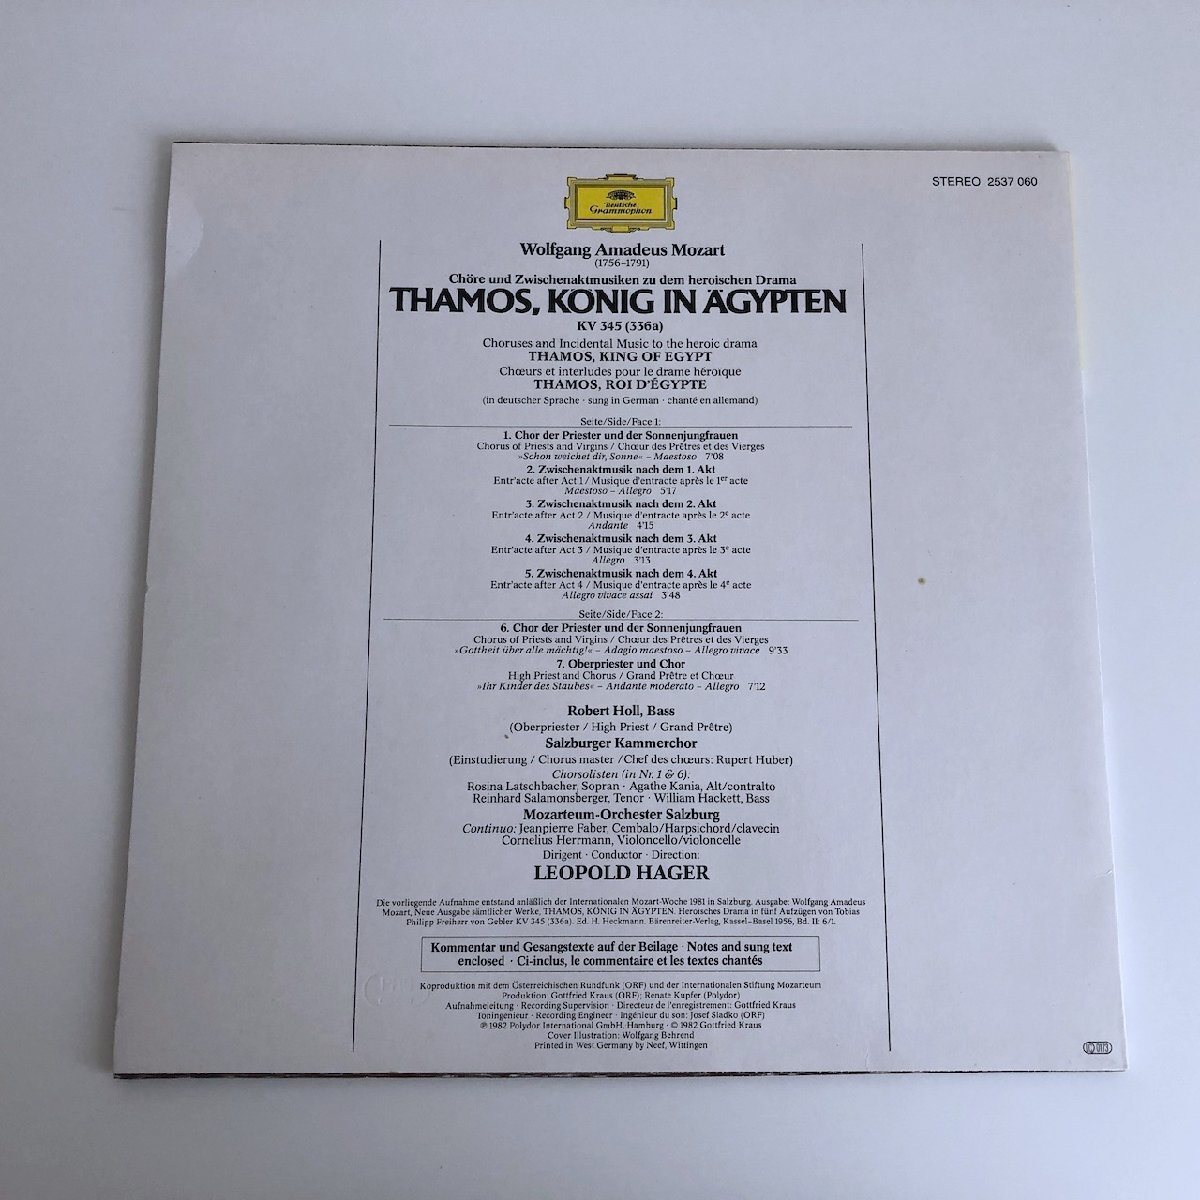 STEREO 2537 060
Deutsche
Grammophon
Wolfgang Amadeus Mozart
(1756–1791)
Chöre und Zwischenaktmusiken zu dem heroischen Drama
THAMOS, KÖNIG IN ÄGYPTEN
KV 345 (336a)
Choruses and Incidental Music to the heroic drama
THAMOS, KING OF EGYPT
Chœurs et interludes pour le drame héroïque
THAMOS, ROI D'ÉGYPTE
(in deutscher Sprache · sung in German · chanté en allemand)
Seite/Side/Face 1:
1. Chor der Priester und der Sonnenjungfrauen
Chorus of Priests and Virgins / Chœur des Prêtres et des Vierges
»Schon weichet dir, Sonne« – Maestoso 7'08
2. Zwischenaktmusik nach dem 1. Akt
Entr'acte after Act 1 / Musique d'entracte après le 1er acte
Maestoso – Allegro 5'17
3. Zwischenaktmusik nach dem 2. Akt
Entr'acte after Act 2 / Musique d'entracte après le 2e acte
Andante 4'15
4. Zwischenaktmusik nach dem 3. Akt
Entr'acte after Act 3 / Musique d'entracte après le 3e acte
Allegro 3'13
5. Zwischenaktmusik nach dem 4. Akt
Entr'acte after Act 4 / Musique d'entracte après le 4e acte
Allegro vivace assai 3'48
Seite/Side/Face 2:
6. Chor der Priester und der Sonnenjungfrauen
Chorus of Priests and Virgins / Chœur des Prêtres et des Vierges
»Gottheit über alle mächtig!« – Adagio maestoso – Allegro vivace 9'33
7. Oberpriester und Chor
High Priest and Chorus / Grand Prêtre et Chœur
»Ihr Kinder des Staubes« – Andante moderato – Allegro 7'12
Robert Holl, Bass
(Oberpriester / High Priest / Grand Prêtre)
Salzburger Kammerchor
(Einstudierung / Chorus master / Chef des chœurs: Rupert Huber)
Chorsolisten (in Nr. 1 & 6):
Rosina Latschbacher, Sopran · Agathe Kania, Alt/contralto
Reinhard Salamonsberger, Tenor · William Hackett, Bass
Mozarteum-Orchester Salzburg
Continuo: Jeanpierre Faber, Cembalo/Harpsichord/clavecin
Cornelius Herrmann, Violoncello/violoncelle
Dirigent · Conductor · Direction:
LEOPOLD HAGER
Die vorliegende Aufnahme entstand anläßlich der Internationalen Mozart-Woche 1981 in Salzburg. Ausgabe: Wolfgang Amadeus
Mozart, Neue Ausgabe sämtlicher Werke, THAMOS, KÖNIG IN ÄGYPTEN. Heroisches Drama in fünf Aufzügen von Tobias
Philipp Freiherr von Gebler KV 345 (336a). Ed. H. Heckmann. Bärenreiter-Verlag, Kassel–Basel 1956, Bd. II: 6/1.
Kommentar und Gesangstexte auf der Beilage · Notes and sung text
enclosed · Ci-inclus, le commentaire et les textes chantés
Koproduktion mit dem Österreichischen Rundfunk (ORF) und der Internationalen Stiftung Mozarteum
Produktion: Gottfried Kraus (ORF); Renate Kupfer (Polydor)
Aufnahmeleitung · Recording Supervision · Directeur de l'enregistrement: Gottfried Kraus
Toningenieur · Recording Engineer · Ingénieur du son: Josef Sladko (ORF)
℗ 1982 Polydor International GmbH, Hamburg · © 1982 Gottfried Kraus
Cover Illustration: Wolfgang Behrend
Printed in West Germany by Neef, Wittingen